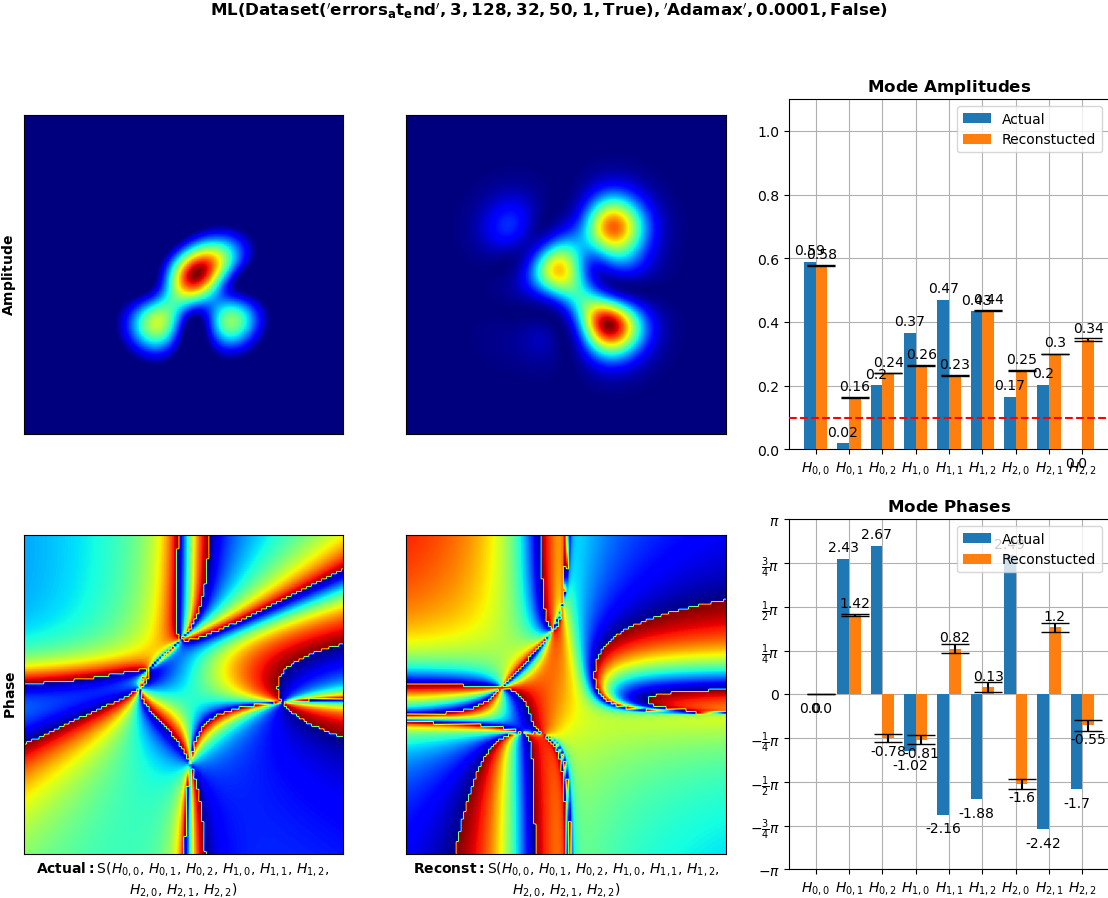 ML(Dataset('errors_at_end', 3, 128, 32, 50, 1, True), 'Adamax', 0.0001, False)
Amplitude
Mode Amplitudes
Actual
Reconstucted
1.0
0.8
0.6
0.4
0.2
0.0
0.59
0.58
0.02
0.16
0.2
0.24
0.37
0.26
0.47
0.23
0.43
0.44
0.17
0.25
0.2
0.3
0.0
0.34
H0,0 H0,1 H0,2 H1,0 H1,1 H1,2 H2,0 H2,1 H2,2
Phase
Mode Phases
Actual
Reconstucted
π
3/4π
1/2π
1/4π
0
−1/4π
−1/2π
−3/4π
−π
0.0
0.0
2.43
1.42
2.67
-0.78
-1.02
-0.81
-2.16
0.82
-1.88
0.13
-1.6
-2.42
1.2
-1.7
-0.55
H0,0 H0,1 H0,2 H1,0 H1,1 H1,2 H2,0 H2,1 H2,2
Actual: S(H0,0, H0,1, H0,2, H1,0, H1,1, H1,2,
H2,0, H2,1, H2,2)
Reconst: S(H0,0, H0,1, H0,2, H1,0, H1,1, H1,2,
H2,0, H2,1, H2,2)